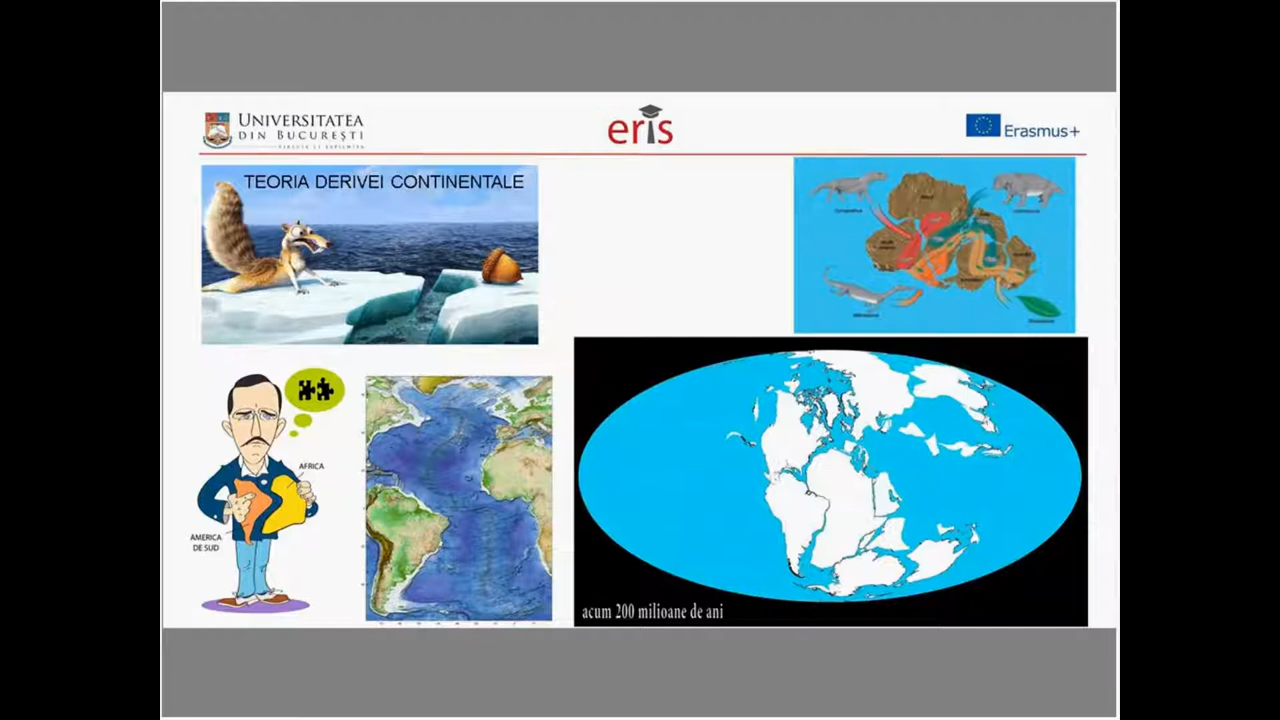 UNIVERSITATEA
DIN BUCUREȘTI
eris
Erasmus+
TEORIA DERIVEI CONTINENTALE
AFRICA
AMERICA
DE SUD
acum 200 milioane de ani